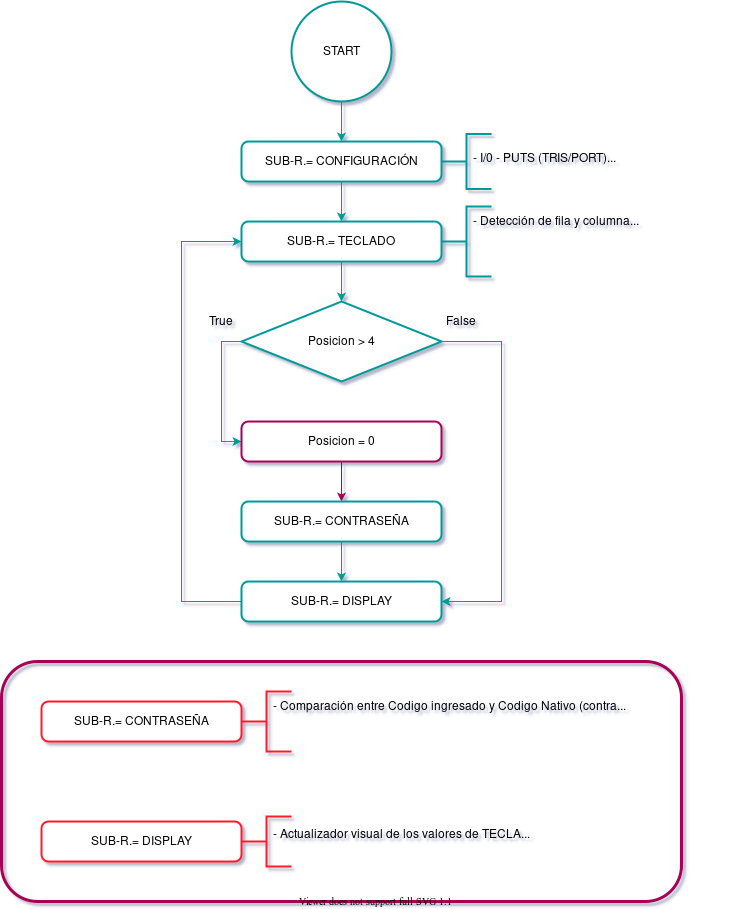 START
SUB-R.= CONFIGURACIÓN
- I/0 - PUTS (TRIS/PORT)...
SUB-R.= TECLADO
- Detección de fila y columna...
True
False
Posicion > 4
Posicion = 0
SUB-R.= CONTRASEÑA
SUB-R.= DISPLAY
SUB-R.= CONTRASEÑA
- Comparación entre Codigo ingresado y Codigo Nativo (contra...
SUB-R.= DISPLAY
- Actualizador visual de los valores de TECLA...
Viewer does not support full SVG 1.1